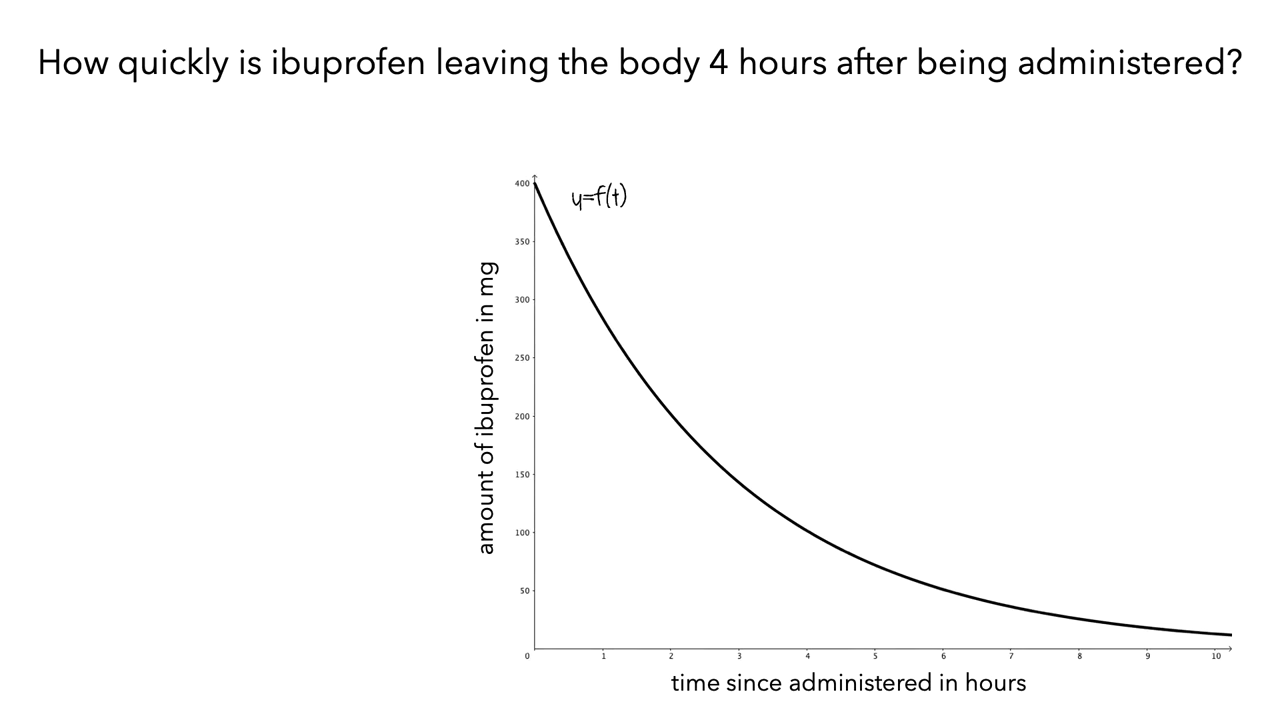 How quickly is ibuprofen leaving the body 4 hours after being administered?
y=f(t)
amount of ibuprofen in mg
400
350
300
250
200
150
100
50
0 1 2 3 4 5 6 7 8 9 10
time since administered in hours